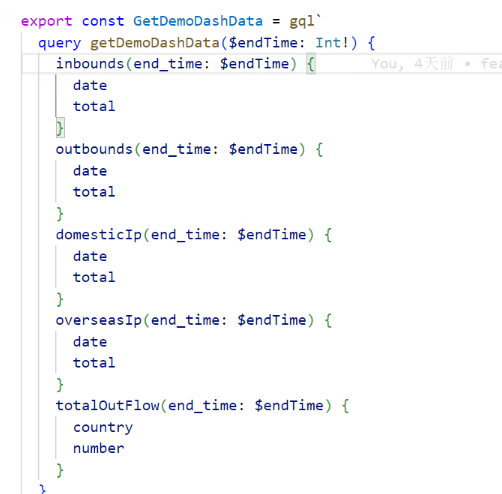 export const GetDemoDashData = gql`
query getDemoDashData($endTime: Int!) {
inbounds(end_time: $endTime) { You, 4天前 • fea
date
total
}
outbounds(end_time: $endTime) {
date
total
}
domesticIp(end_time: $endTime) {
date
total
}
overseasIp(end_time: $endTime) {
date
total
}
totalOutFlow(end_time: $endTime) {
country
number
}
}